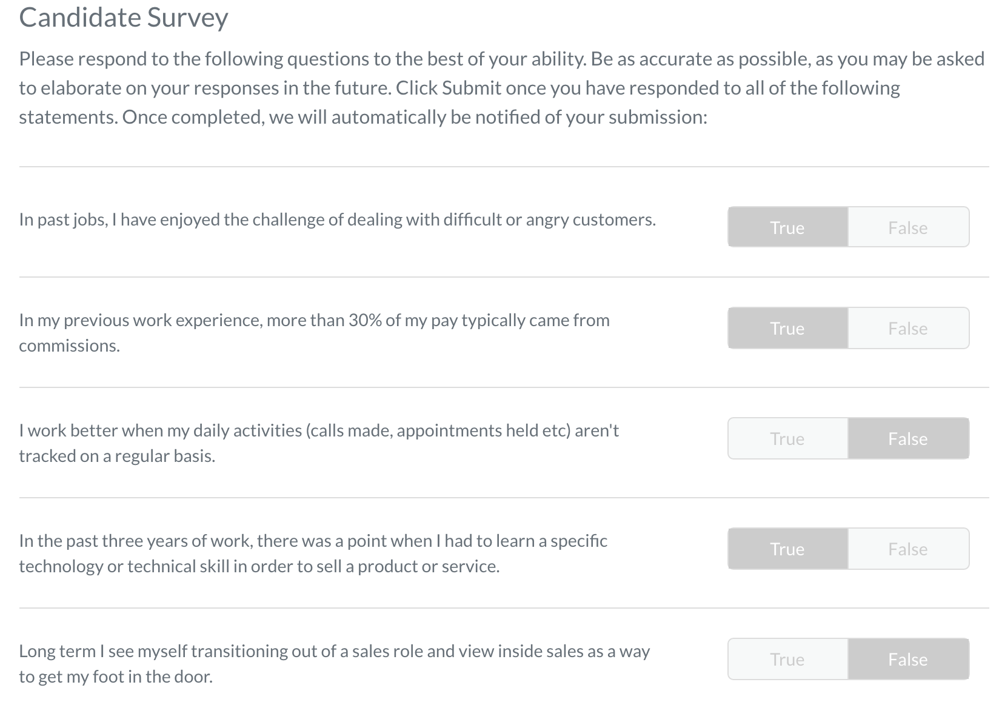 Candidate Survey
Please respond to the following questions to the best of your ability. Be as accurate as possible, as you may be asked
to elaborate on your responses in the future. Click Submit once you have responded to all of the following
statements. Once completed, we will automatically be notified of your submission:
In past jobs, I have enjoyed the challenge of dealing with difficult or angry customers.
True False
In my previous work experience, more than 30% of my pay typically came from
commissions.
True False
I work better when my daily activities (calls made, appointments held etc) aren't
tracked on a regular basis.
True False
In the past three years of work, there was a point when I had to learn a specific
technology or technical skill in order to sell a product or service.
True False
Long term I see myself transitioning out of a sales role and view inside sales as a way
to get my foot in the door.
True False